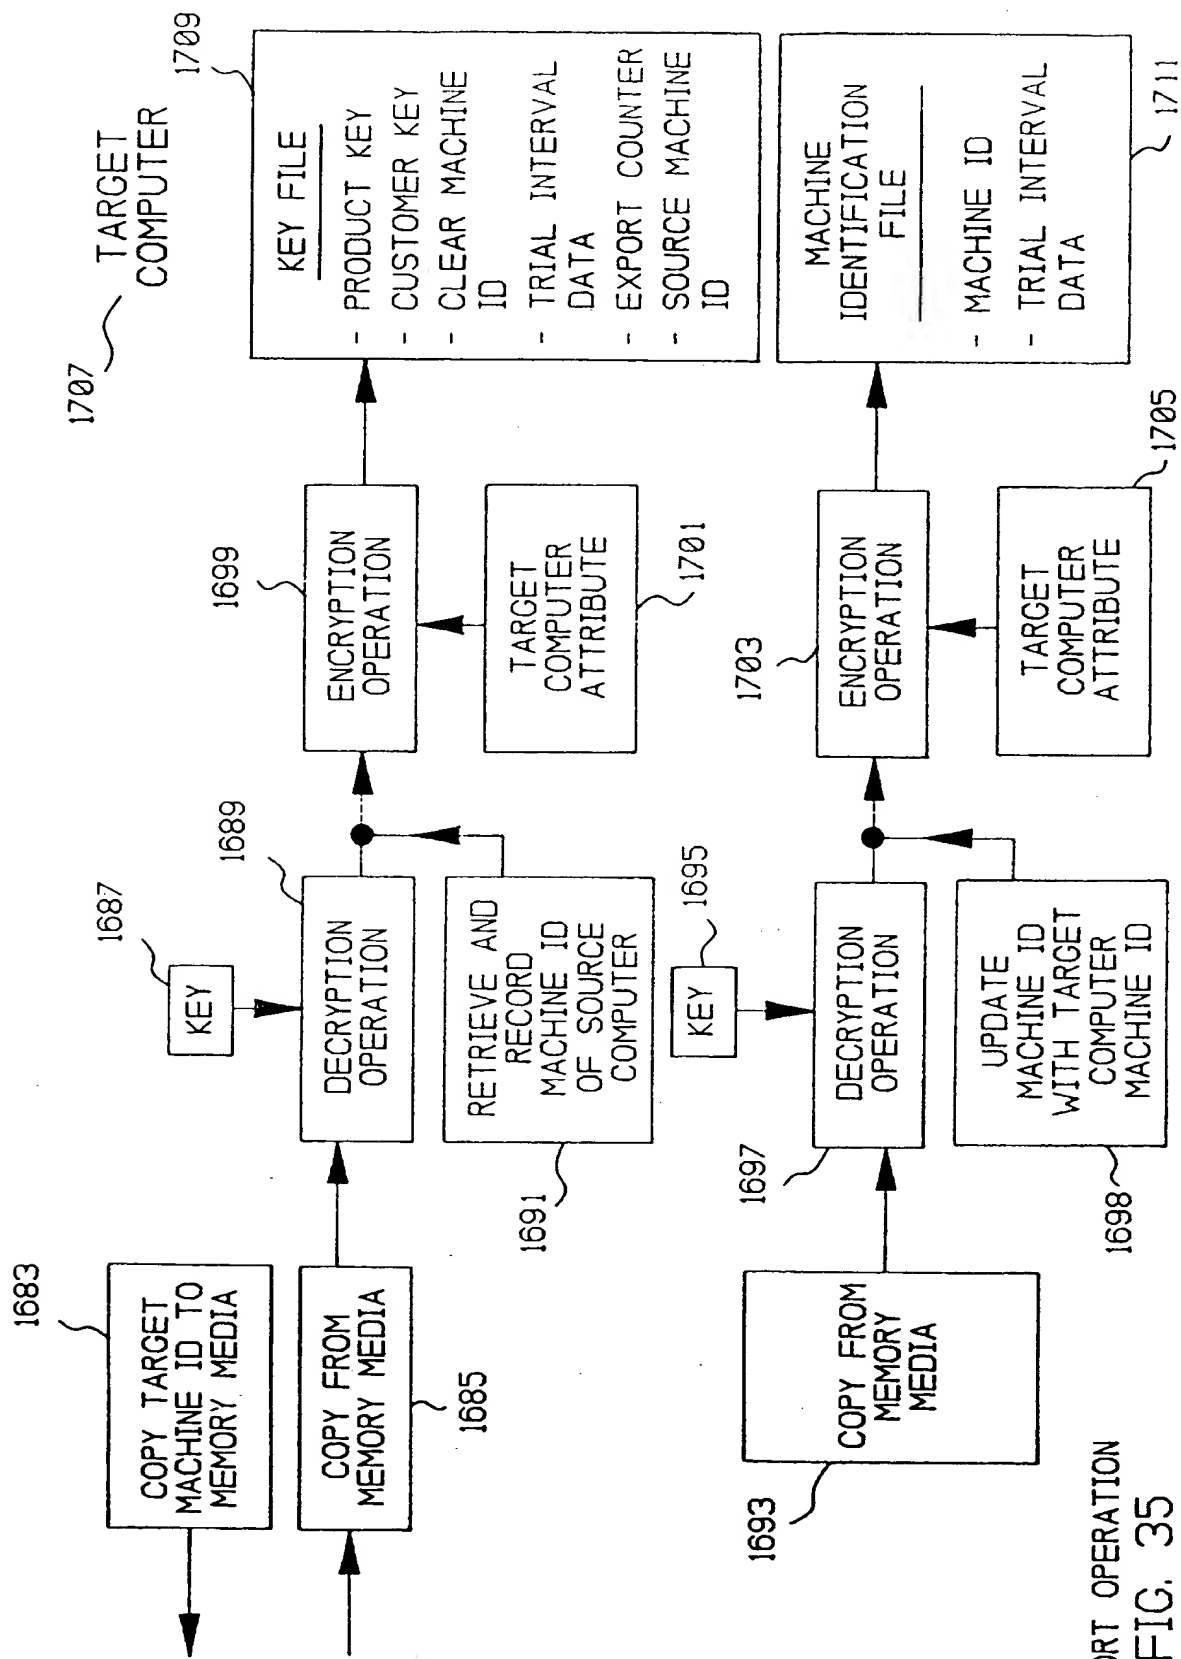 1707
TARGET
COMPUTER
1683
COPY TARGET
MACHINE ID TO
MEMORY MEDIA
COPY FROM
MEMORY MEDIA
1685
1687
KEY
1689
DECRYPTION
OPERATION
RETRIEVE AND
RECORD
MACHINE ID
OF SOURCE
COMPUTER
1691
1699
ENCRYPTION
OPERATION
TARGET
COMPUTER
ATTRIBUTE
1701
1709
KEY FILE
- PRODUCT KEY
- CUSTOMER KEY
- CLEAR MACHINE
ID
- TRIAL INTERVAL
DATA
- EXPORT COUNTER
- SOURCE MACHINE
ID
COPY FROM
MEMORY
MEDIA
1693
KEY
1695
1697
DECRYPTION
OPERATION
UPDATE
MACHINE ID
WITH TARGET
COMPUTER
MACHINE ID
1698
1703
ENCRYPTION
OPERATION
TARGET
COMPUTER
ATTRIBUTE
1705
MACHINE
IDENTIFICATION
FILE
- MACHINE ID
- TRIAL INTERVAL
DATA
1711
OPERATION
FIG. 35